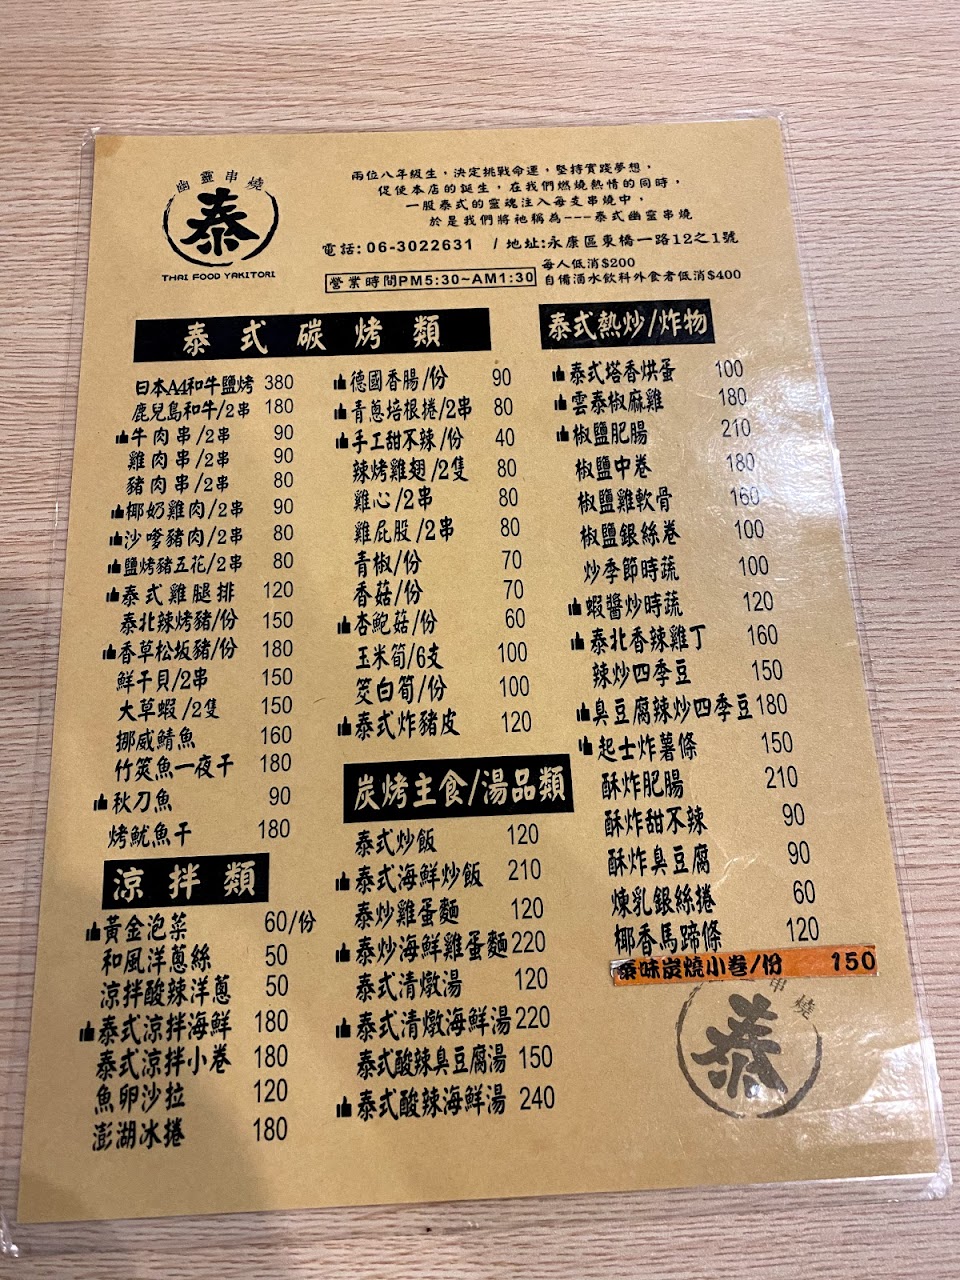 幽靈串燒
泰
THAI FOOD YAKITORI
兩位八年級生，決定挑戰命運，堅持實踐夢想，
促使本店的誕生，在我們燃燒熱情的同時，
一股泰式的靈魂注入每支串燒中，
於是我們將祂稱為---泰式幽靈串燒
電話：06-3022631 / 地址：永康區東橋一路12之1號
營業時間PM5:30~AM1:30
每人低消$200
自備酒水飲料外食者低消$400
泰式碳烤類
日本A4和牛鹽烤 380
鹿兒島和牛/2串 180
牛肉串/2串 90
雞肉串/2串 90
豬肉串/2串 80
椰奶雞肉/2串 90
沙嗲豬肉/2串 80
鹽烤豬五花/2串 80
泰式雞腿排 120
泰北辣烤豬/份 150
香草松坂豬/份 180
鮮干貝/2串 150
大草蝦/2隻 150
挪威鯖魚 160
竹筴魚一夜干 180
秋刀魚 90
烤魷魚干 180
德國香腸/份 90
青蔥培根捲/2串 80
手工甜不辣/份 40
辣烤雞翅/2隻 80
雞心/2串 80
雞屁股/2串 80
青椒/份 70
香菇/份 70
杏鮑菇/份 60
玉米筍/6支 100
筊白筍/份 100
泰式炸豬皮 120
涼拌類
黃金泡菜 60/份
和風洋蔥絲 50
涼拌酸辣洋蔥 50
泰式涼拌海鮮 180
泰式涼拌小卷 180
魚卵沙拉 120
澎湖冰捲 180
炭烤主食/湯品類
泰式炒飯 120
泰式海鮮炒飯 210
泰炒雞蛋麵 120
泰炒海鮮雞蛋麵 220
泰式清燉湯 120
泰式清燉海鮮湯 220
泰式酸辣臭豆腐湯 150
泰式酸辣海鮮湯 240
泰式熱炒/炸物
泰式塔香烘蛋 100
雲泰椒麻雞 180
椒鹽肥腸 210
椒鹽中卷 180
椒鹽雞軟骨 160
椒鹽銀絲卷 100
炒季節時蔬 100
蝦醬炒時蔬 120
泰北香辣雞丁 160
辣炒四季豆 150
臭豆腐辣炒四季豆 180
起士炸薯條 150
酥炸肥腸 210
酥炸甜不辣 90
酥炸臭豆腐 90
煉乳銀絲捲 60
椰香馬蹄條 120
泰味炭燒小卷/份 150
串燒
泰